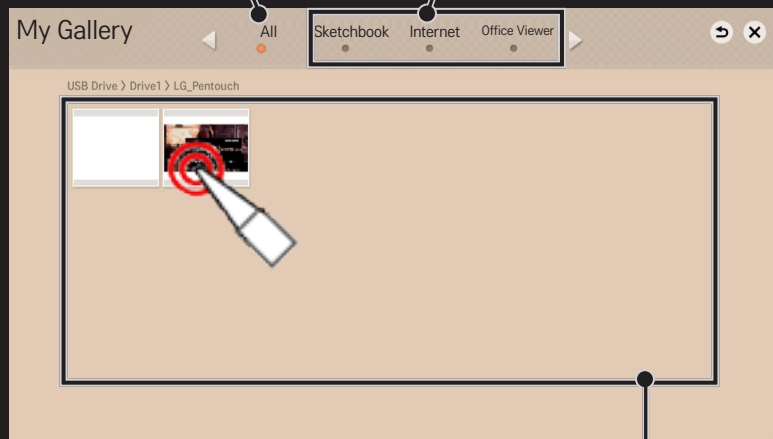 My Gallery
All Sketchbook Internet Office Viewer
USB Drive > Drive1 > LG_Pentouch